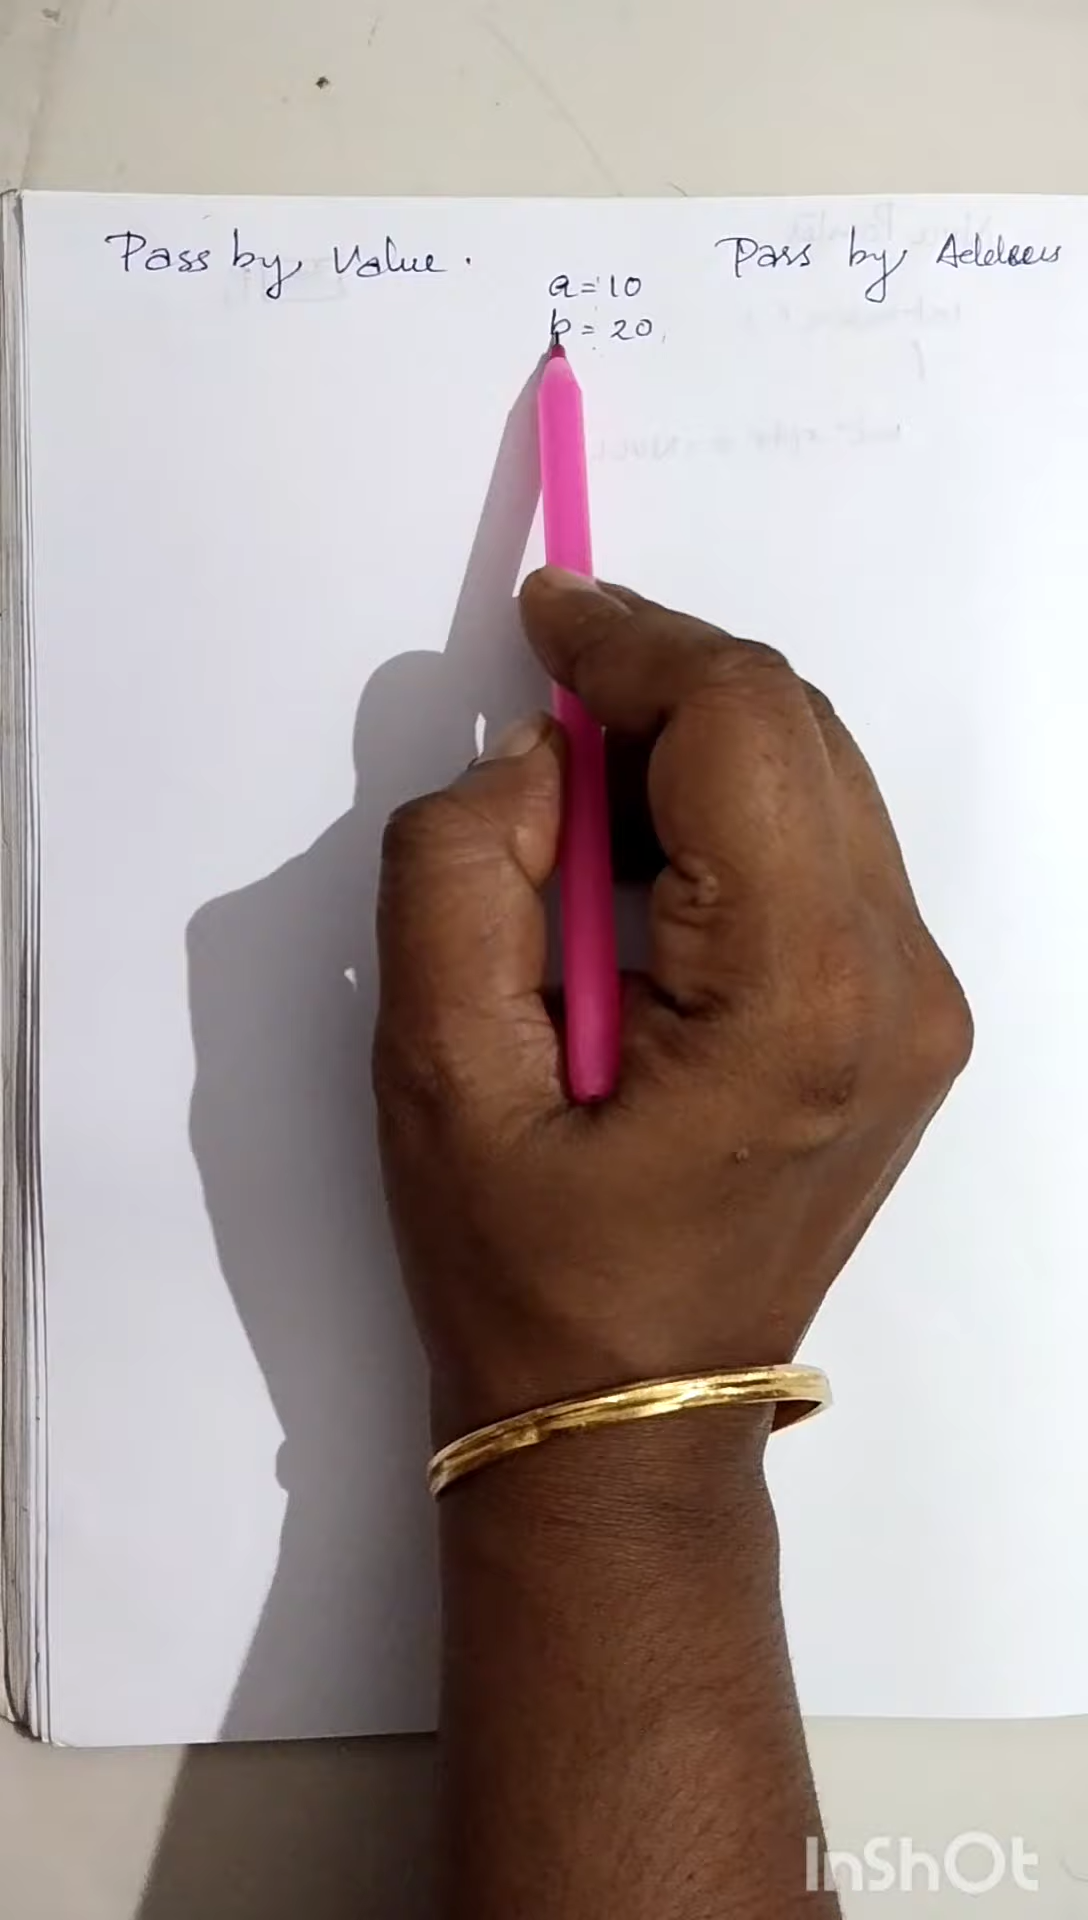 Pass by Value.
Pass by Address
a = 10
b = 20
InShOt